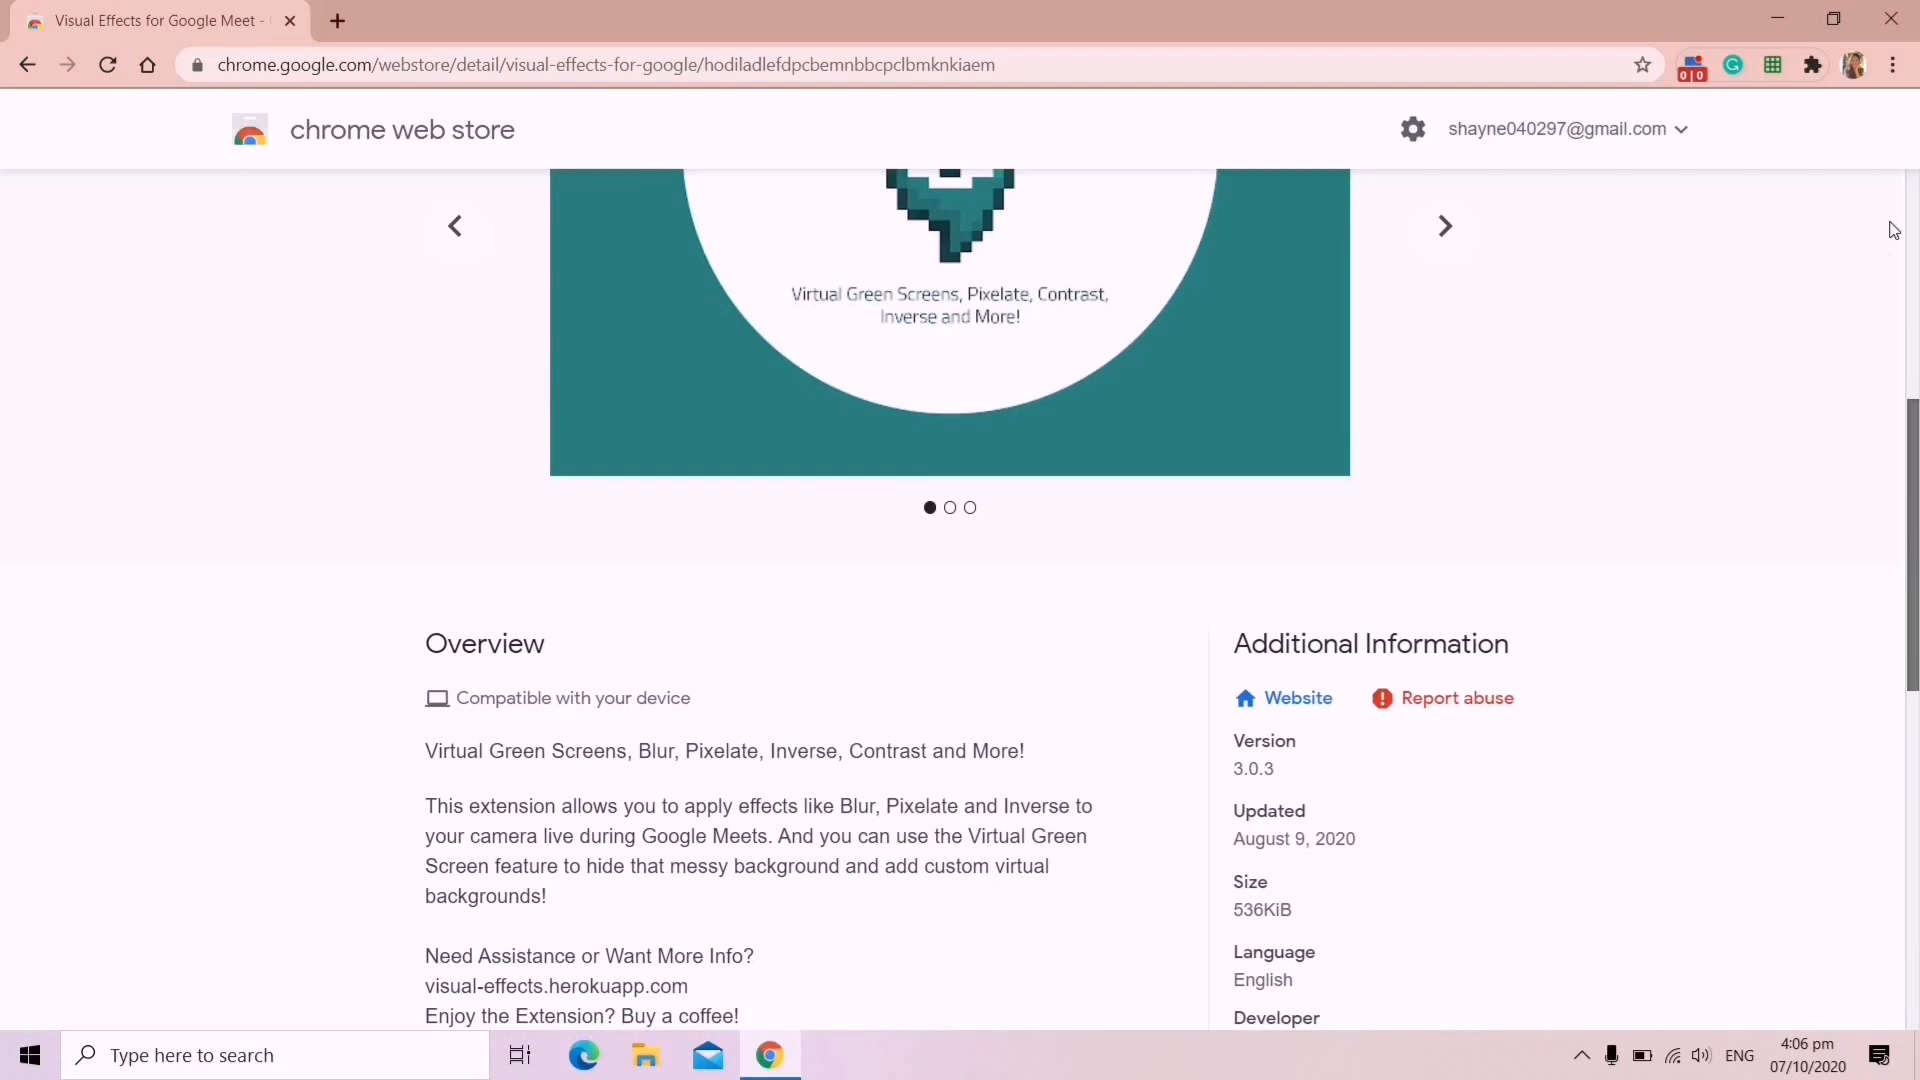 Visual Effects for Google Meet -
chrome.google.com/webstore/detail/visual-effects-for-google/hodiladlefdpcbemnbbcpclbmknkiaem
0|0
chrome web store
shayne040297@gmail.com
Virtual Green Screens, Pixelate, Contrast,
Inverse and More!
Overview
Compatible with your device
Virtual Green Screens, Blur, Pixelate, Inverse, Contrast and More!
This extension allows you to apply effects like Blur, Pixelate and Inverse to
your camera live during Google Meets. And you can use the Virtual Green
Screen feature to hide that messy background and add custom virtual
backgrounds!
Need Assistance or Want More Info?
visual-effects.herokuapp.com
Enjoy the Extension? Buy a coffee!
Additional Information
Website
Report abuse
Version
3.0.3
Updated
August 9, 2020
Size
536KiB
Language
English
Developer
Type here to search
ENG
4:06 pm
07/10/2020